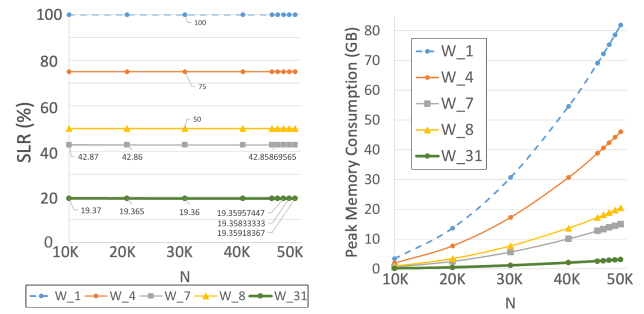 100
80
60
40
20
0
SLR (%)
100
75
50
42.87
42.86
42.85869565
19.37
19.365
19.36
19.35957447
19.35833333
19.35918367
10K
20K
30K
40K
50K
N
W_1
W_4
W_7
W_8
W_31
90
80
70
60
50
40
30
20
10
0
Peak Memory Consumption (GB)
W_1
W_4
W_7
W_8
W_31
10K
20K
30K
40K
50K
N